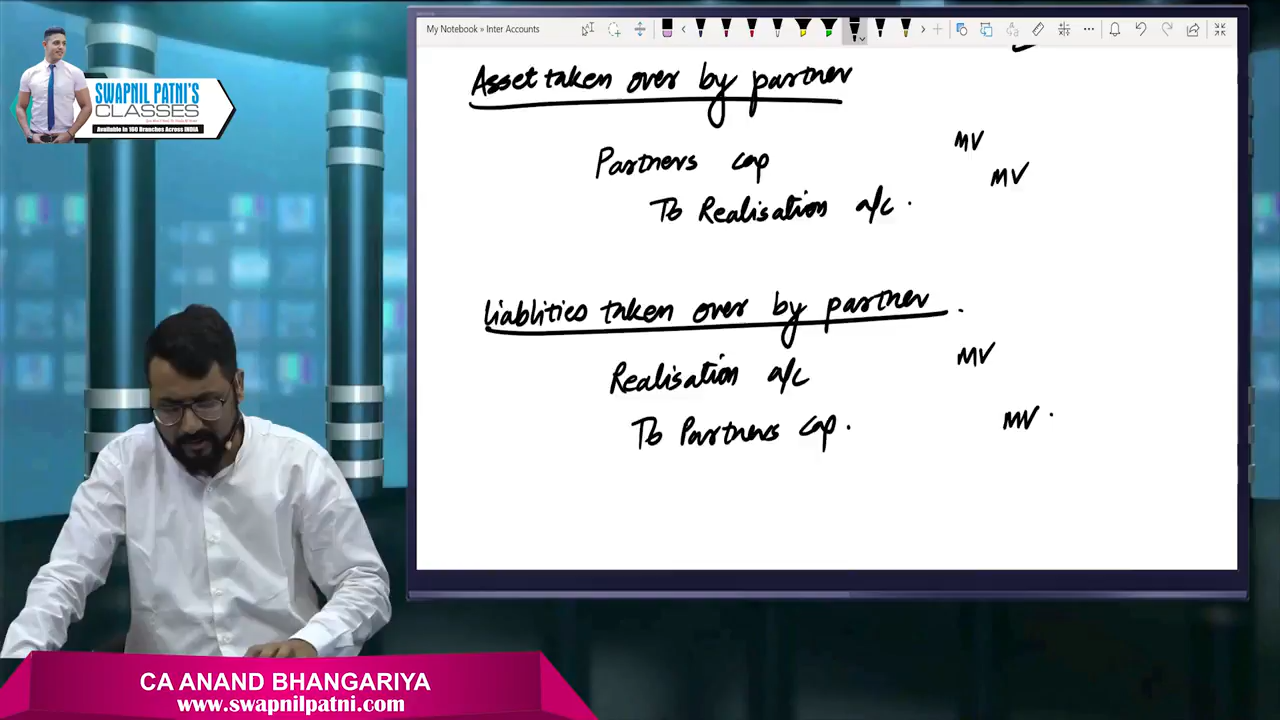 My Notebook » Inter Accounts
SWAPNIL PATNI'S
CLASSES
Available in 160 Branches Across INDIA
Asset taken over by partner
Partners cap MV
To Realisation a/c . MV
Liablities taken over by partner .
Realisation a/c MV
To Partners cap . MV .
CA ANAND BHANGARIYA
www.swapnilpatni.com